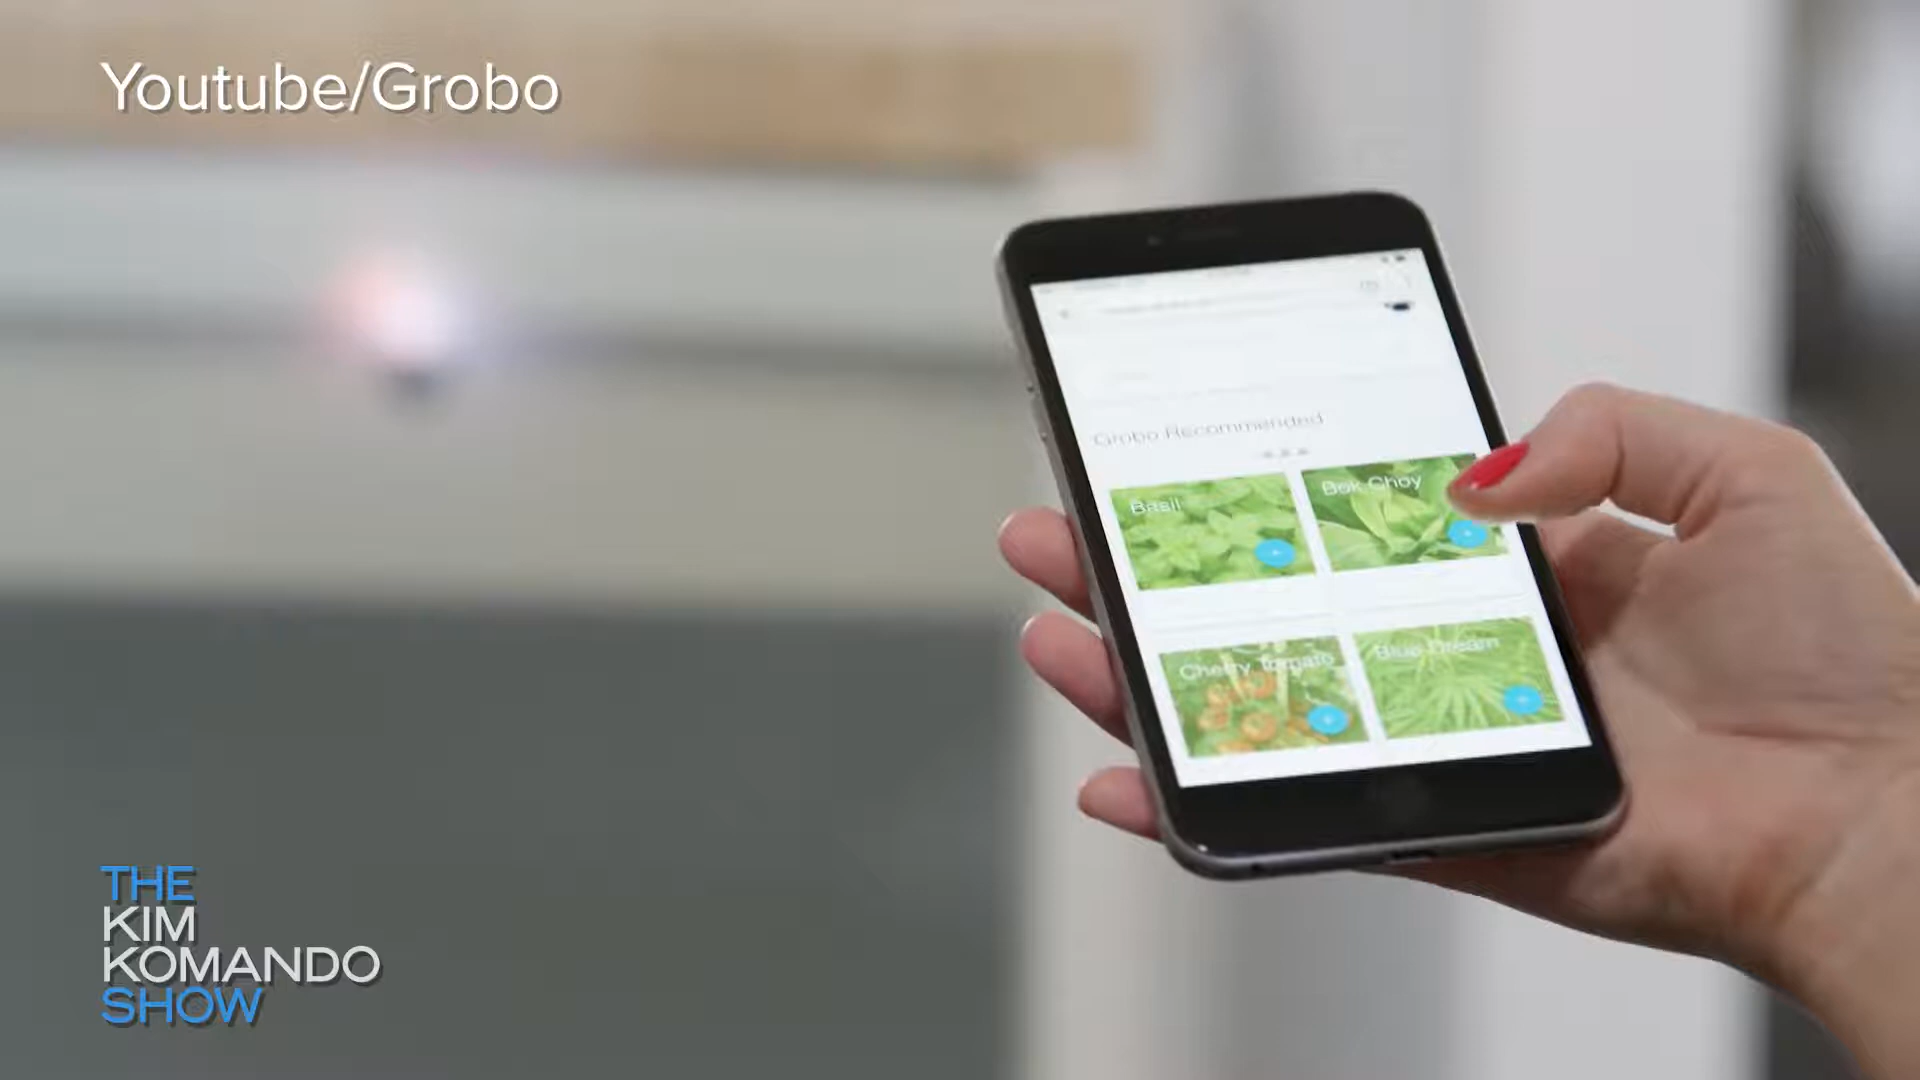 Youtube/Grobo
Grobo Recommended
Basil
Bok Choy
Cherry Tomato
Blue Dream
THE
KIM
KOMANDO
SHOW